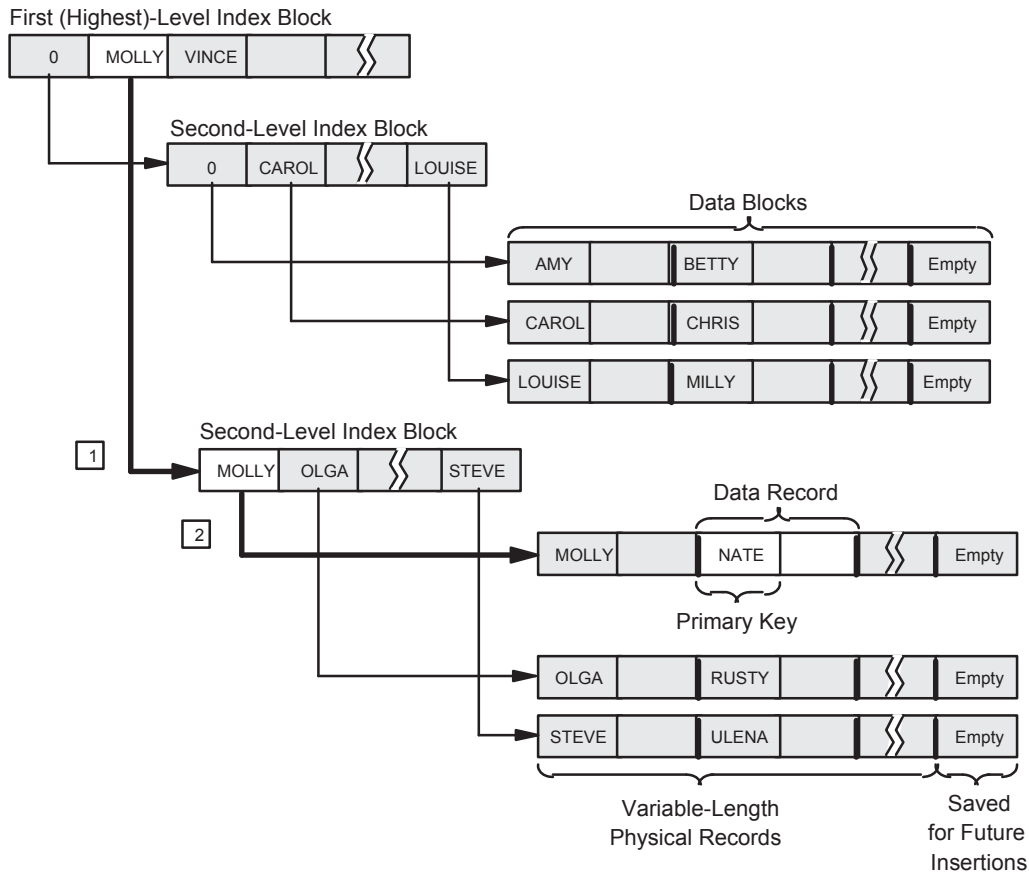 First (Highest)-Level Index Block
0 MOLLY VINCE
Second-Level Index Block
0 CAROL LOUISE
Data Blocks
AMY BETTY Empty
CAROL CHRIS Empty
LOUISE MILLY Empty
1
Second-Level Index Block
MOLLY OLGA STEVE
2
Data Record
MOLLY NATE Empty
Primary Key
OLGA RUSTY Empty
STEVE ULENA Empty
Variable-Length
Physical Records
Saved
for Future
Insertions